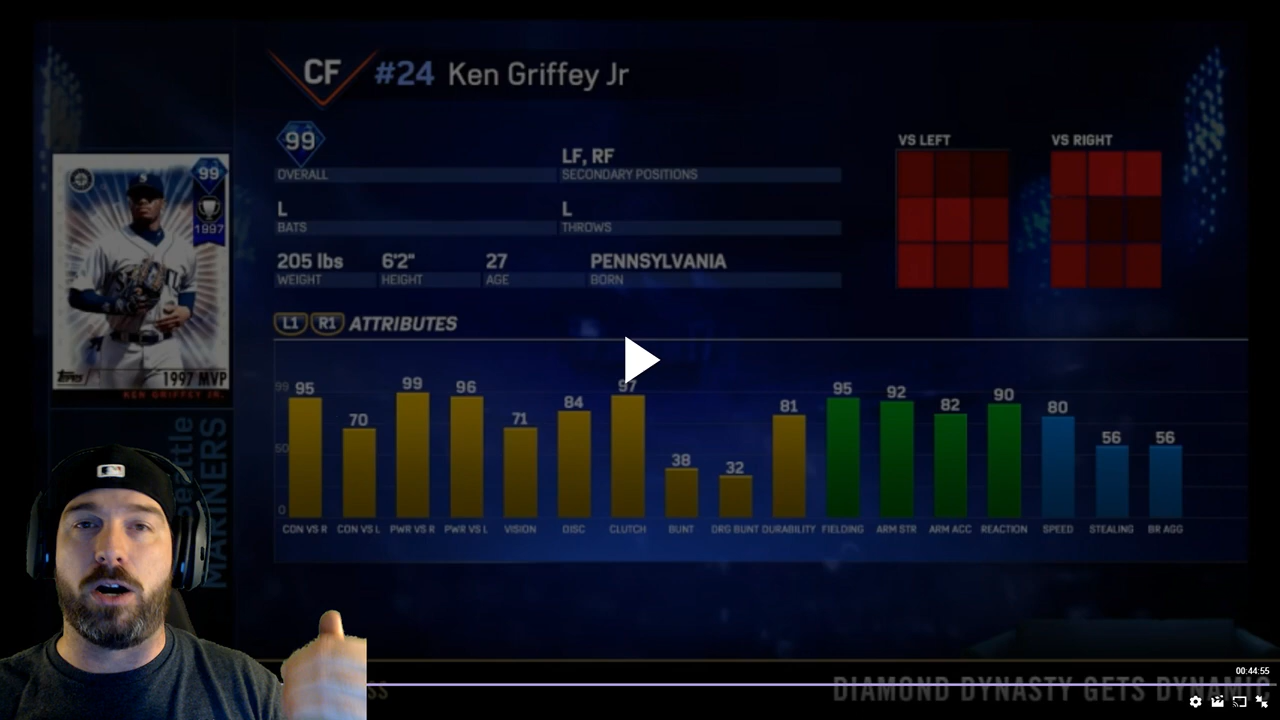 CF #24 Ken Griffey Jr
99
OVERALL
LF, RF
SECONDARY POSITIONS
L
BATS
L
THROWS
205 lbs
WEIGHT
6'2"
HEIGHT
27
AGE
PENNSYLVANIA
BORN
VS LEFT
VS RIGHT
99
1997
Topps
1997 MVP
KEN GRIFFEY JR.
Seattle
MARINERS
L1 R1 ATTRIBUTES
99
50
0
95 70 99 96 71 84 97 38 32 81 95 92 82 90 80 56 56
CON VS R CON VS L PWR VS R PWR VS L VISION DISC CLUTCH BUNT DRG BUNT DURABILITY FIELDING ARM STR ARM ACC REACTION SPEED STEALING BR AGG
00:44:55
DIAMOND DYNASTY GETS DYNAMIC